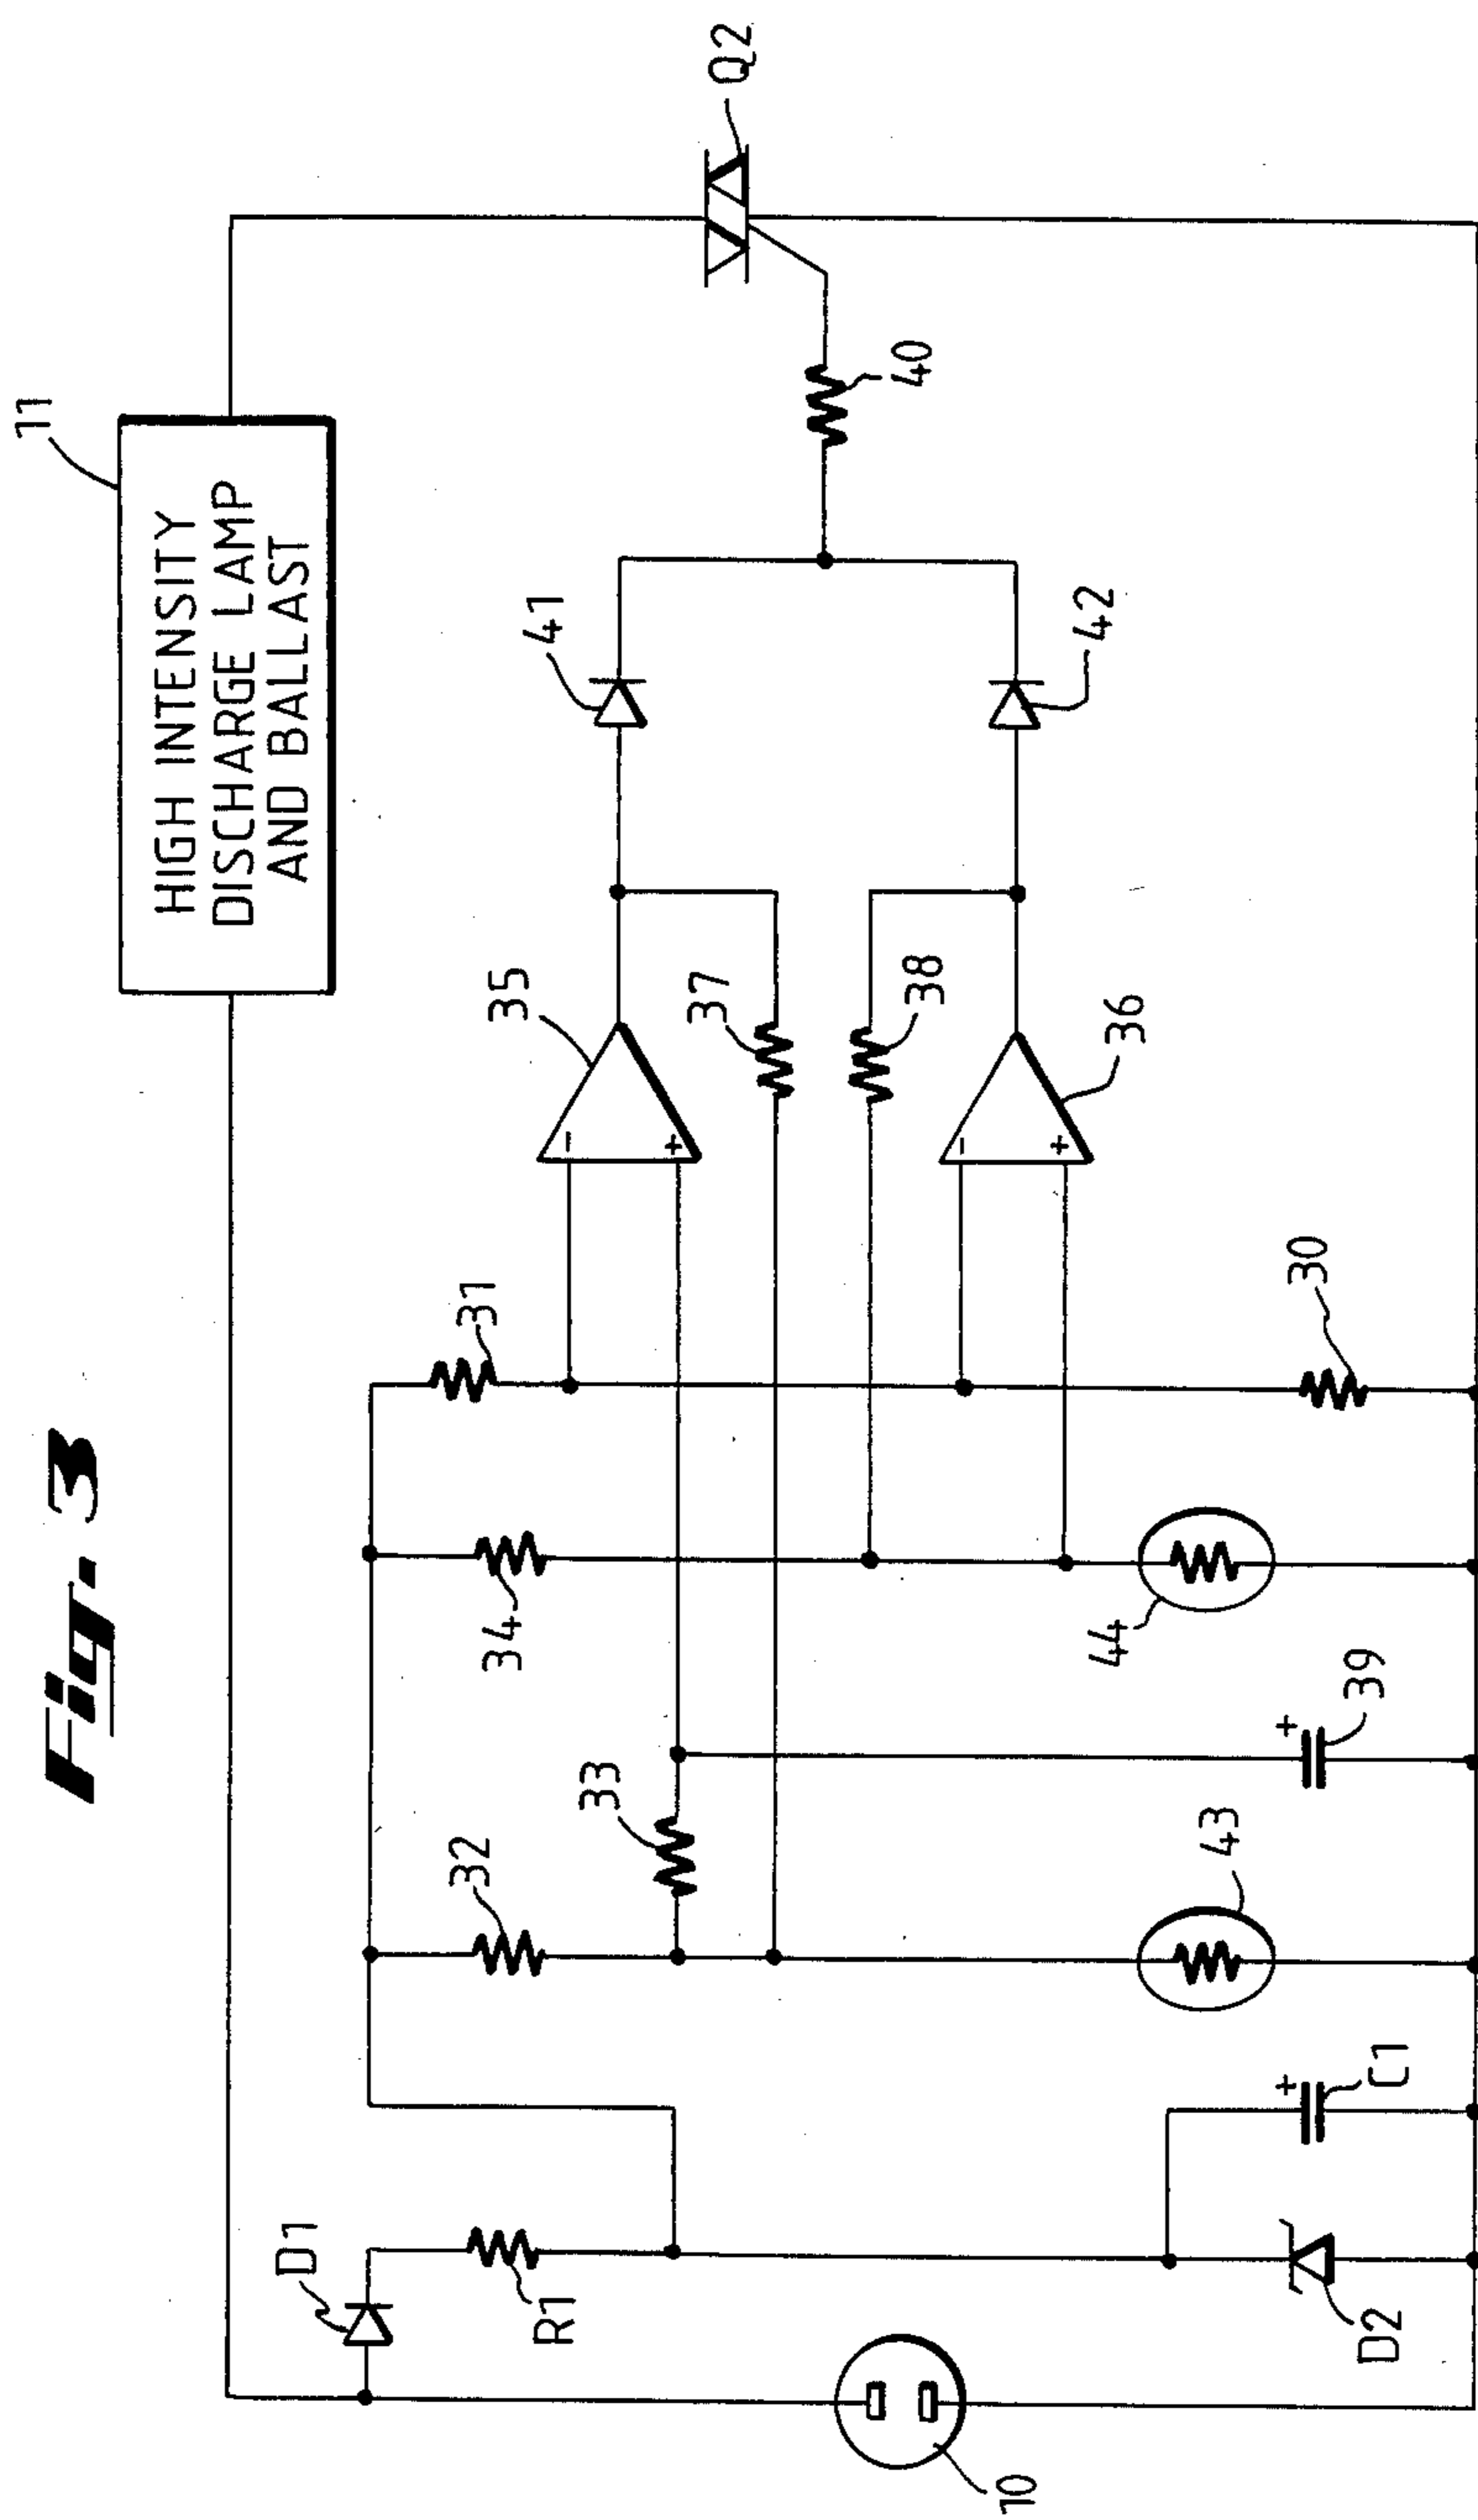 Fig. 3
11
HIGH INTENSITY
DISCHARGE LAMP
AND BALLAST
Q2
D1
R1
32
33
34
31
35
-
+
37
38
36
-
+
41
42
40
10
D2
C1
+
43
39
+
44
30